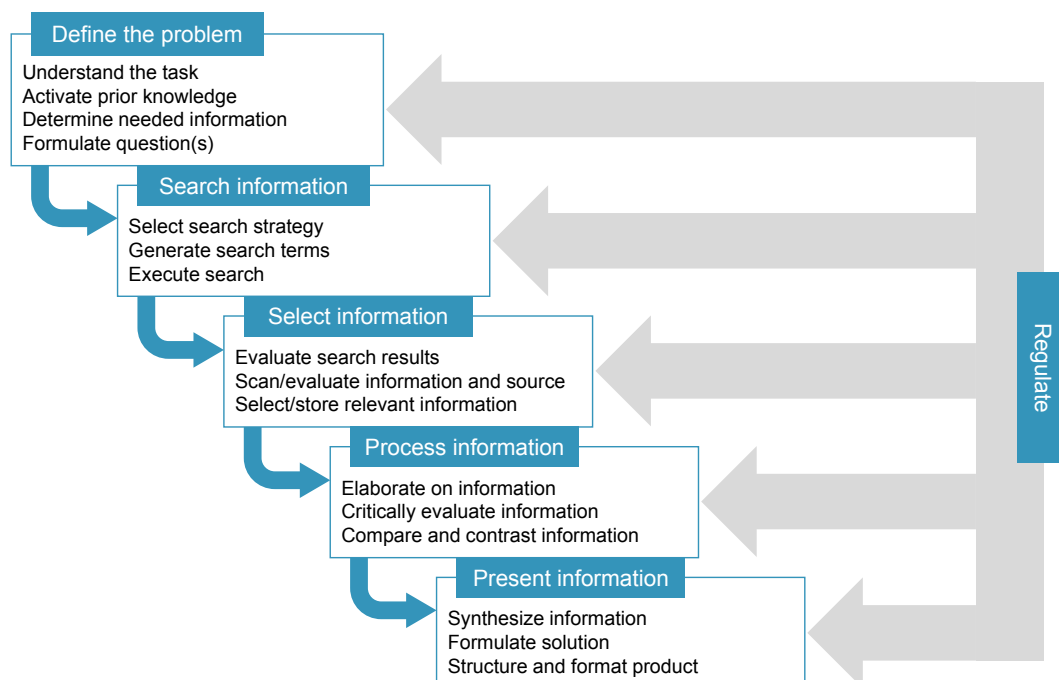 Define the problem
Understand the task
Activate prior knowledge
Determine needed information
Formulate question(s)
Search information
Select search strategy
Generate search terms
Execute search
Select information
Evaluate search results
Scan/evaluate information and source
Select/store relevant information
Process information
Elaborate on information
Critically evaluate information
Compare and contrast information
Present information
Synthesize information
Formulate solution
Structure and format product
Regulate